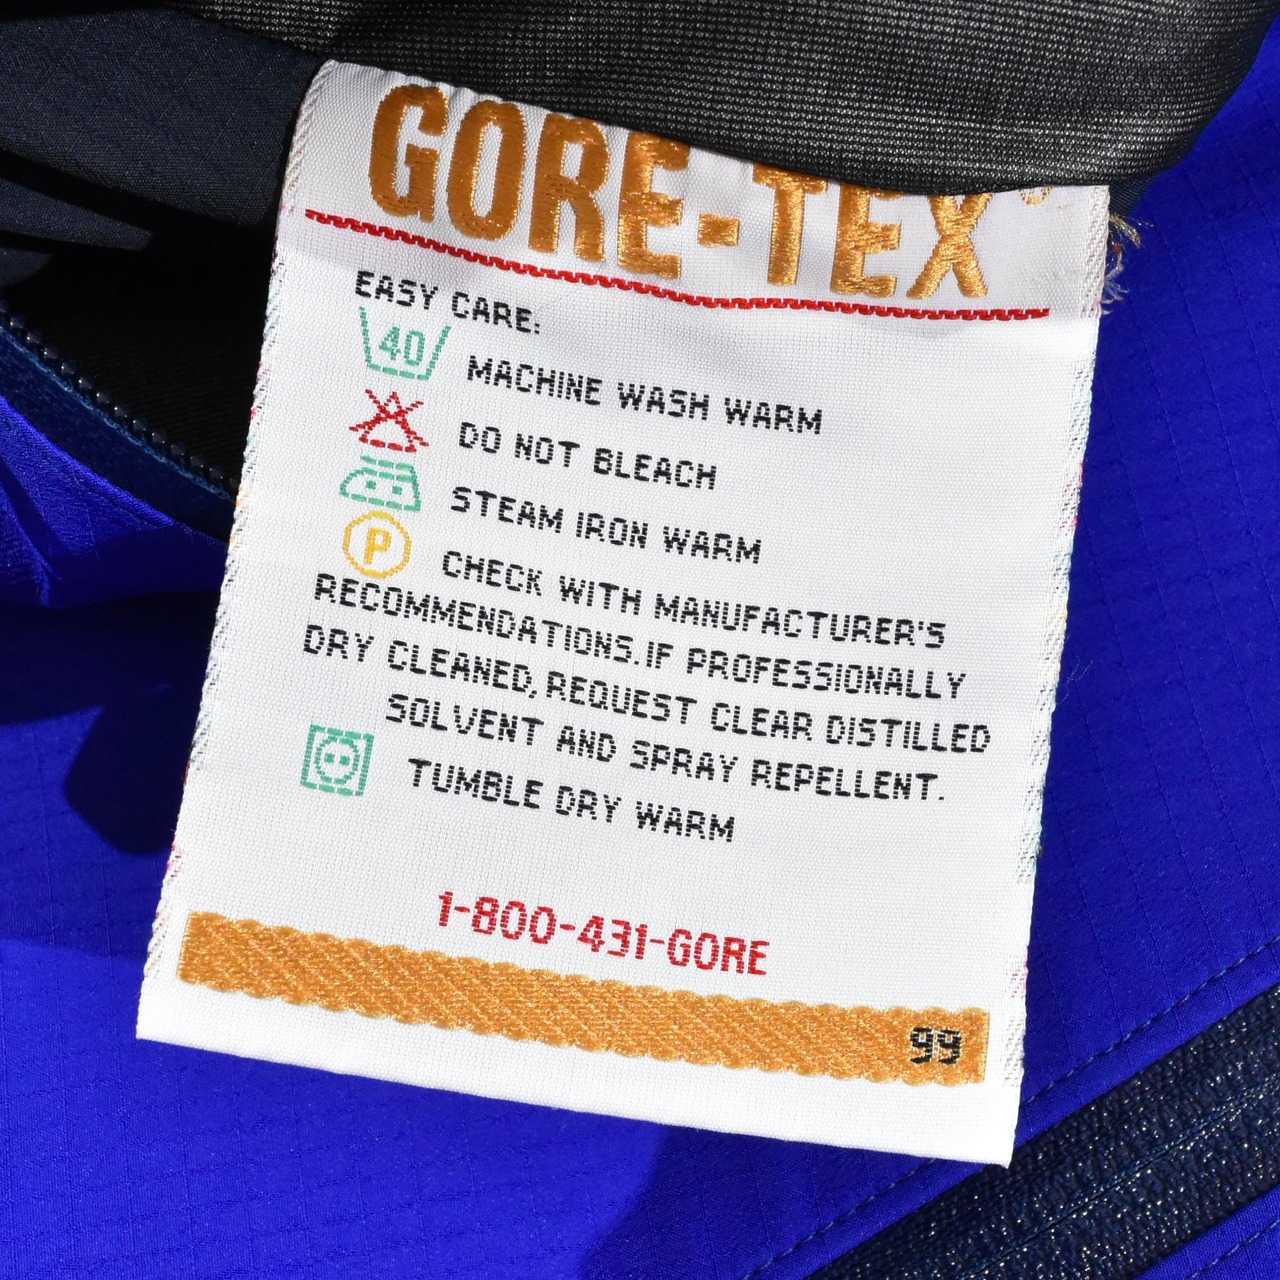 GORE-TEX®
EASY CARE:
40
MACHINE WASH WARM
DO NOT BLEACH
STEAM IRON WARM
P
CHECK WITH MANUFACTURER'S
RECOMMENDATIONS.IF PROFESSIONALLY
DRY CLEANED, REQUEST CLEAR DISTILLED
SOLVENT AND SPRAY REPELLENT.
TUMBLE DRY WARM
1-800-431-GORE
99